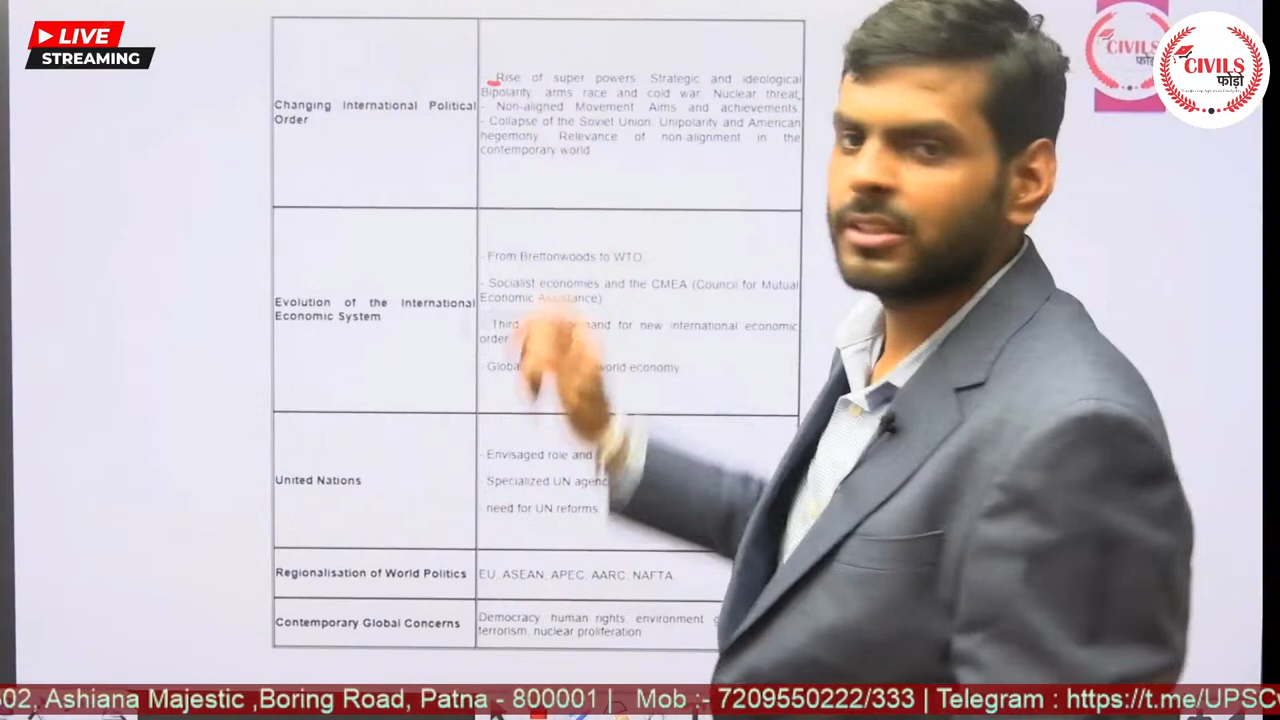 LIVE
STREAMING
CIVILS
फोड़ो
CIVILS
फोड़ो
Changing International Political
Order
- Rise of super powers Strategic and ideological
Bipolarity, arms race and cold war Nuclear threat,
- Non-aligned Movement Aims and achievements
- Collapse of the Soviet Union Unipolarity and American
hegemony Relevance of non-alignment in the
contemporary world
Evolution of the International
Economic System
- From Brettonwoods to WTO,
- Socialist economies and the CMEA (Council for Mutual
Economic Assistance)
Third and for new international economic
order
- Globa world economy
United Nations
- Envisaged role and
- Specialized UN agenc
- need for UN reforms
Regionalisation of World Politics
EU, ASEAN, APEC, AARC, NAFTA
Contemporary Global Concerns
Democracy, human rights, environment
terrorism, nuclear proliferation
602, Ashiana Majestic ,Boring Road, Patna - 800001 | Mob :- 7209550222/333 | Telegram : https://t.me/UPSC